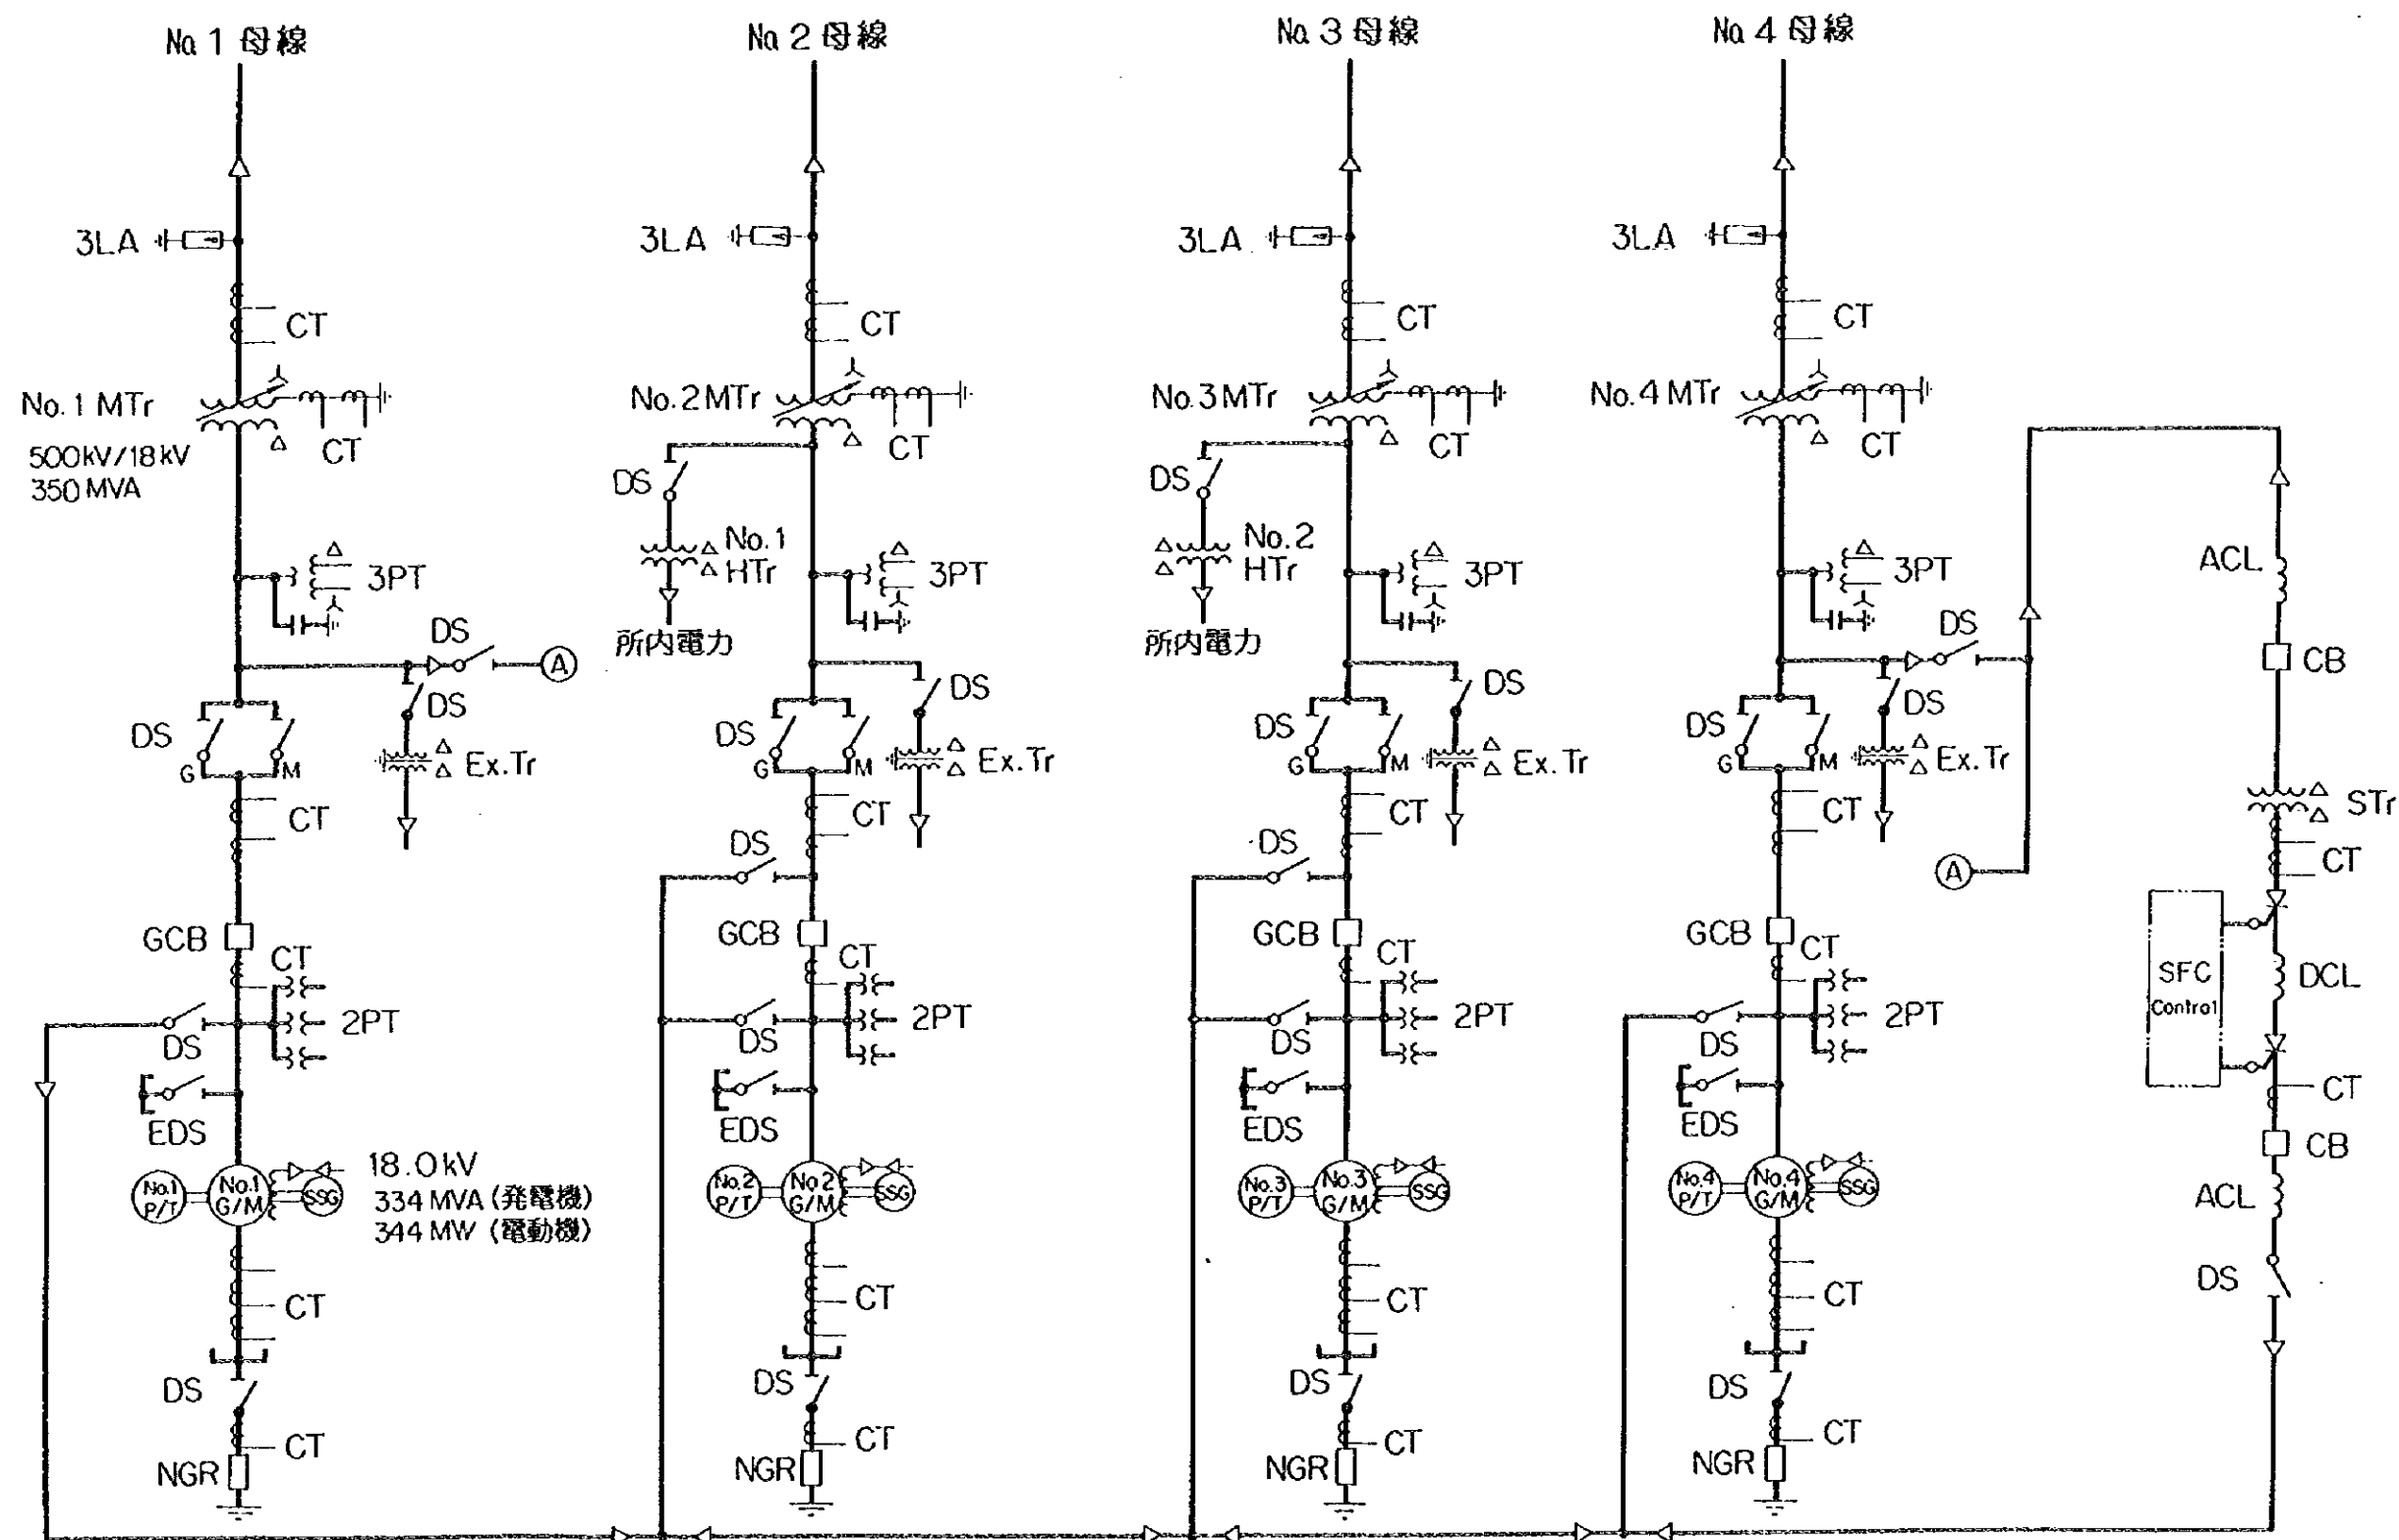 No.1 母線
No.2 母線
No.3 母線
No.4 母線
3LA
3LA
3LA
3LA
CT
CT
CT
CT
No.1 MTr
No.2 MTr
No.3 MTr
No.4 MTr
CT
CT
CT
CT
500kV/18kV
350 MVA
DS
DS
No.1
HTr
No.2
HTr
3PT
3PT
3PT
3PT
所内電力
所内電力
ACL
CB
DS
A
DS
DS
DS
DS
DS
DS
DS
DS
DS
G
M
G
M
G
M
G
M
Ex.Tr
Ex.Tr
Ex.Tr
Ex.Tr
STr
CT
CT
CT
CT
DS
DS
A
CT
GCB
GCB
GCB
GCB
CT
CT
CT
CT
SFC
Control
DCL
2PT
2PT
2PT
2PT
DS
DS
DS
DS
CT
EDS
EDS
EDS
EDS
CB
No.1
P/T
No.1
G/M
SSG
18.0kV
334 MVA (発電機)
344 MW (電動機)
No.2
P/T
No.2
G/M
SSG
No.3
P/T
No.3
G/M
SSG
No.4
P/T
No.4
G/M
SSG
ACL
DS
CT
CT
CT
CT
DS
DS
DS
DS
CT
CT
CT
CT
NGR
NGR
NGR
NGR